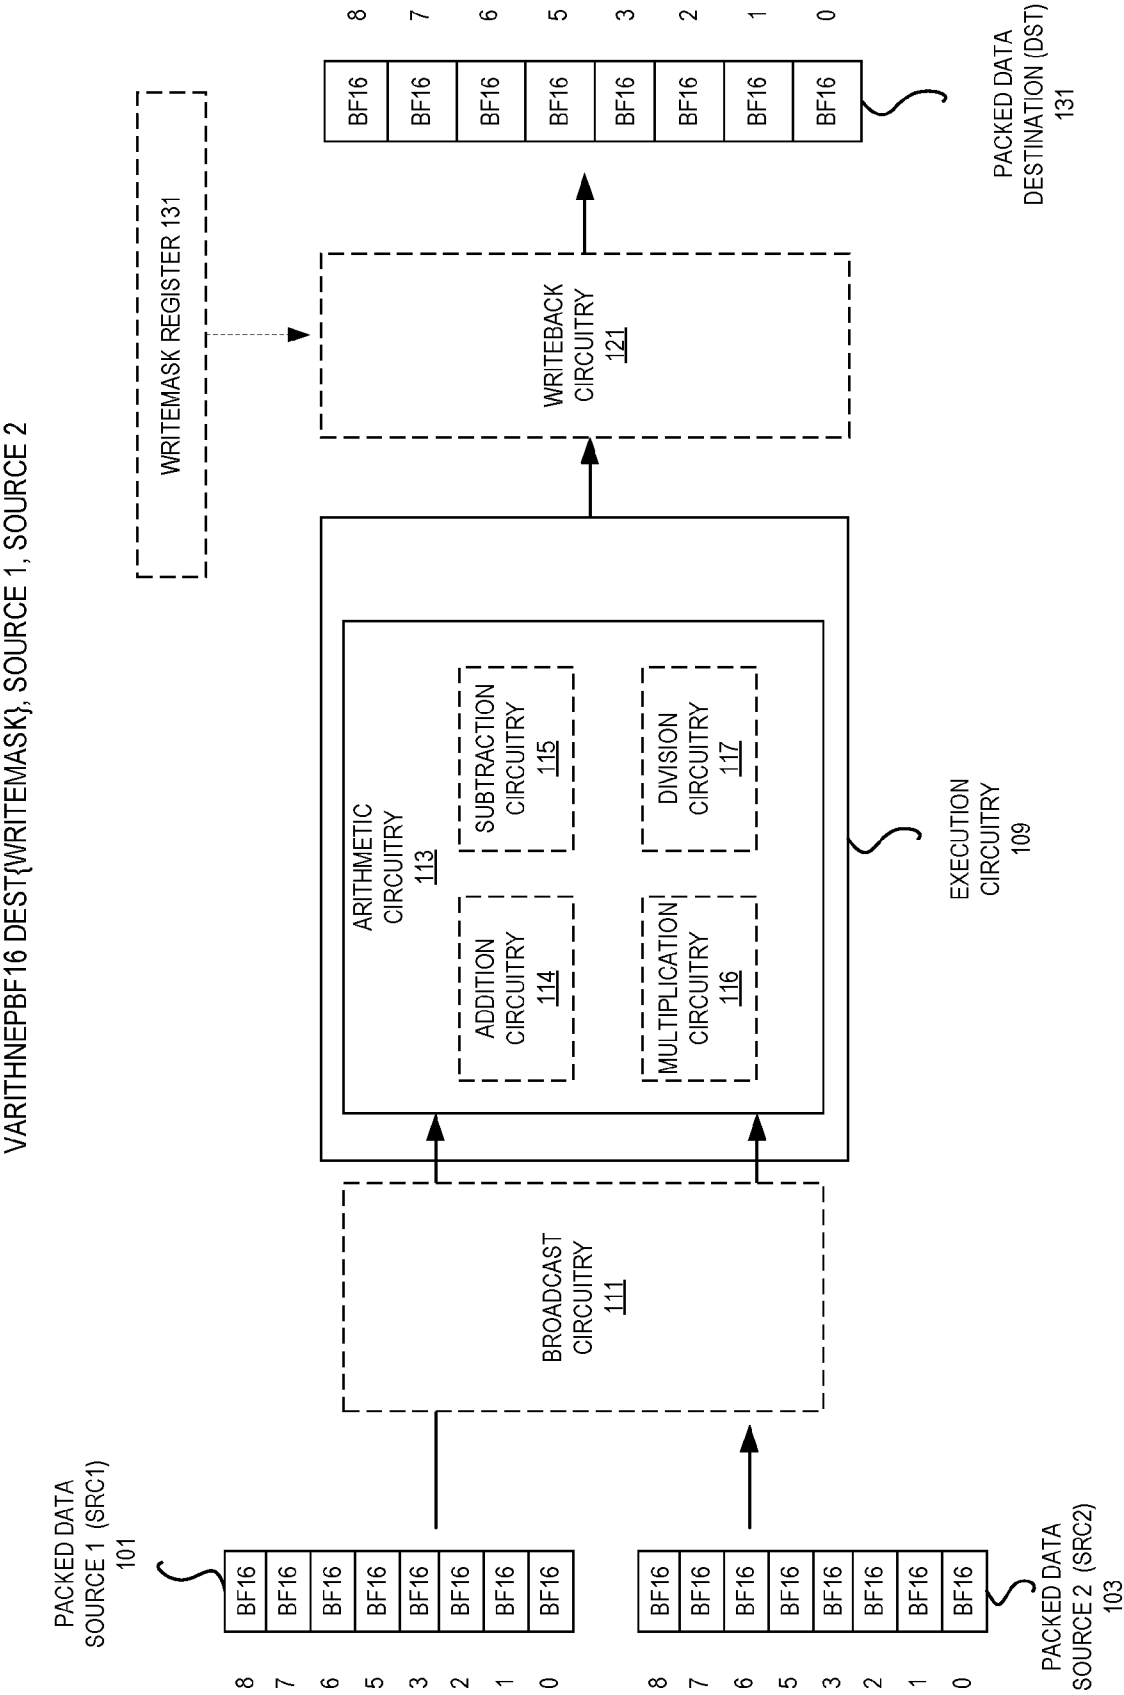 VARITHNEPBF16 DEST{WRITEMASK}, SOURCE 1, SOURCE 2
PACKED DATA
SOURCE 1 (SRC1)
101
8
7
6
5
3
2
1
0
BF16
BF16
BF16
BF16
BF16
BF16
BF16
BF16
8
7
6
5
3
2
1
0
BF16
BF16
BF16
BF16
BF16
BF16
BF16
BF16
PACKED DATA
SOURCE 2 (SRC2)
103
BROADCAST
CIRCUITRY
111
ARITHMETIC
CIRCUITRY
113
ADDITION
CIRCUITRY
114
SUBTRACTION
CIRCUITRY
115
MULTIPLICATION
CIRCUITRY
116
DIVISION
CIRCUITRY
117
EXECUTION
CIRCUITRY
109
WRITEMASK REGISTER 131
WRITEBACK
CIRCUITRY
121
BF16
BF16
BF16
BF16
BF16
BF16
BF16
BF16
8
7
6
5
3
2
1
0
PACKED DATA
DESTINATION (DST)
131